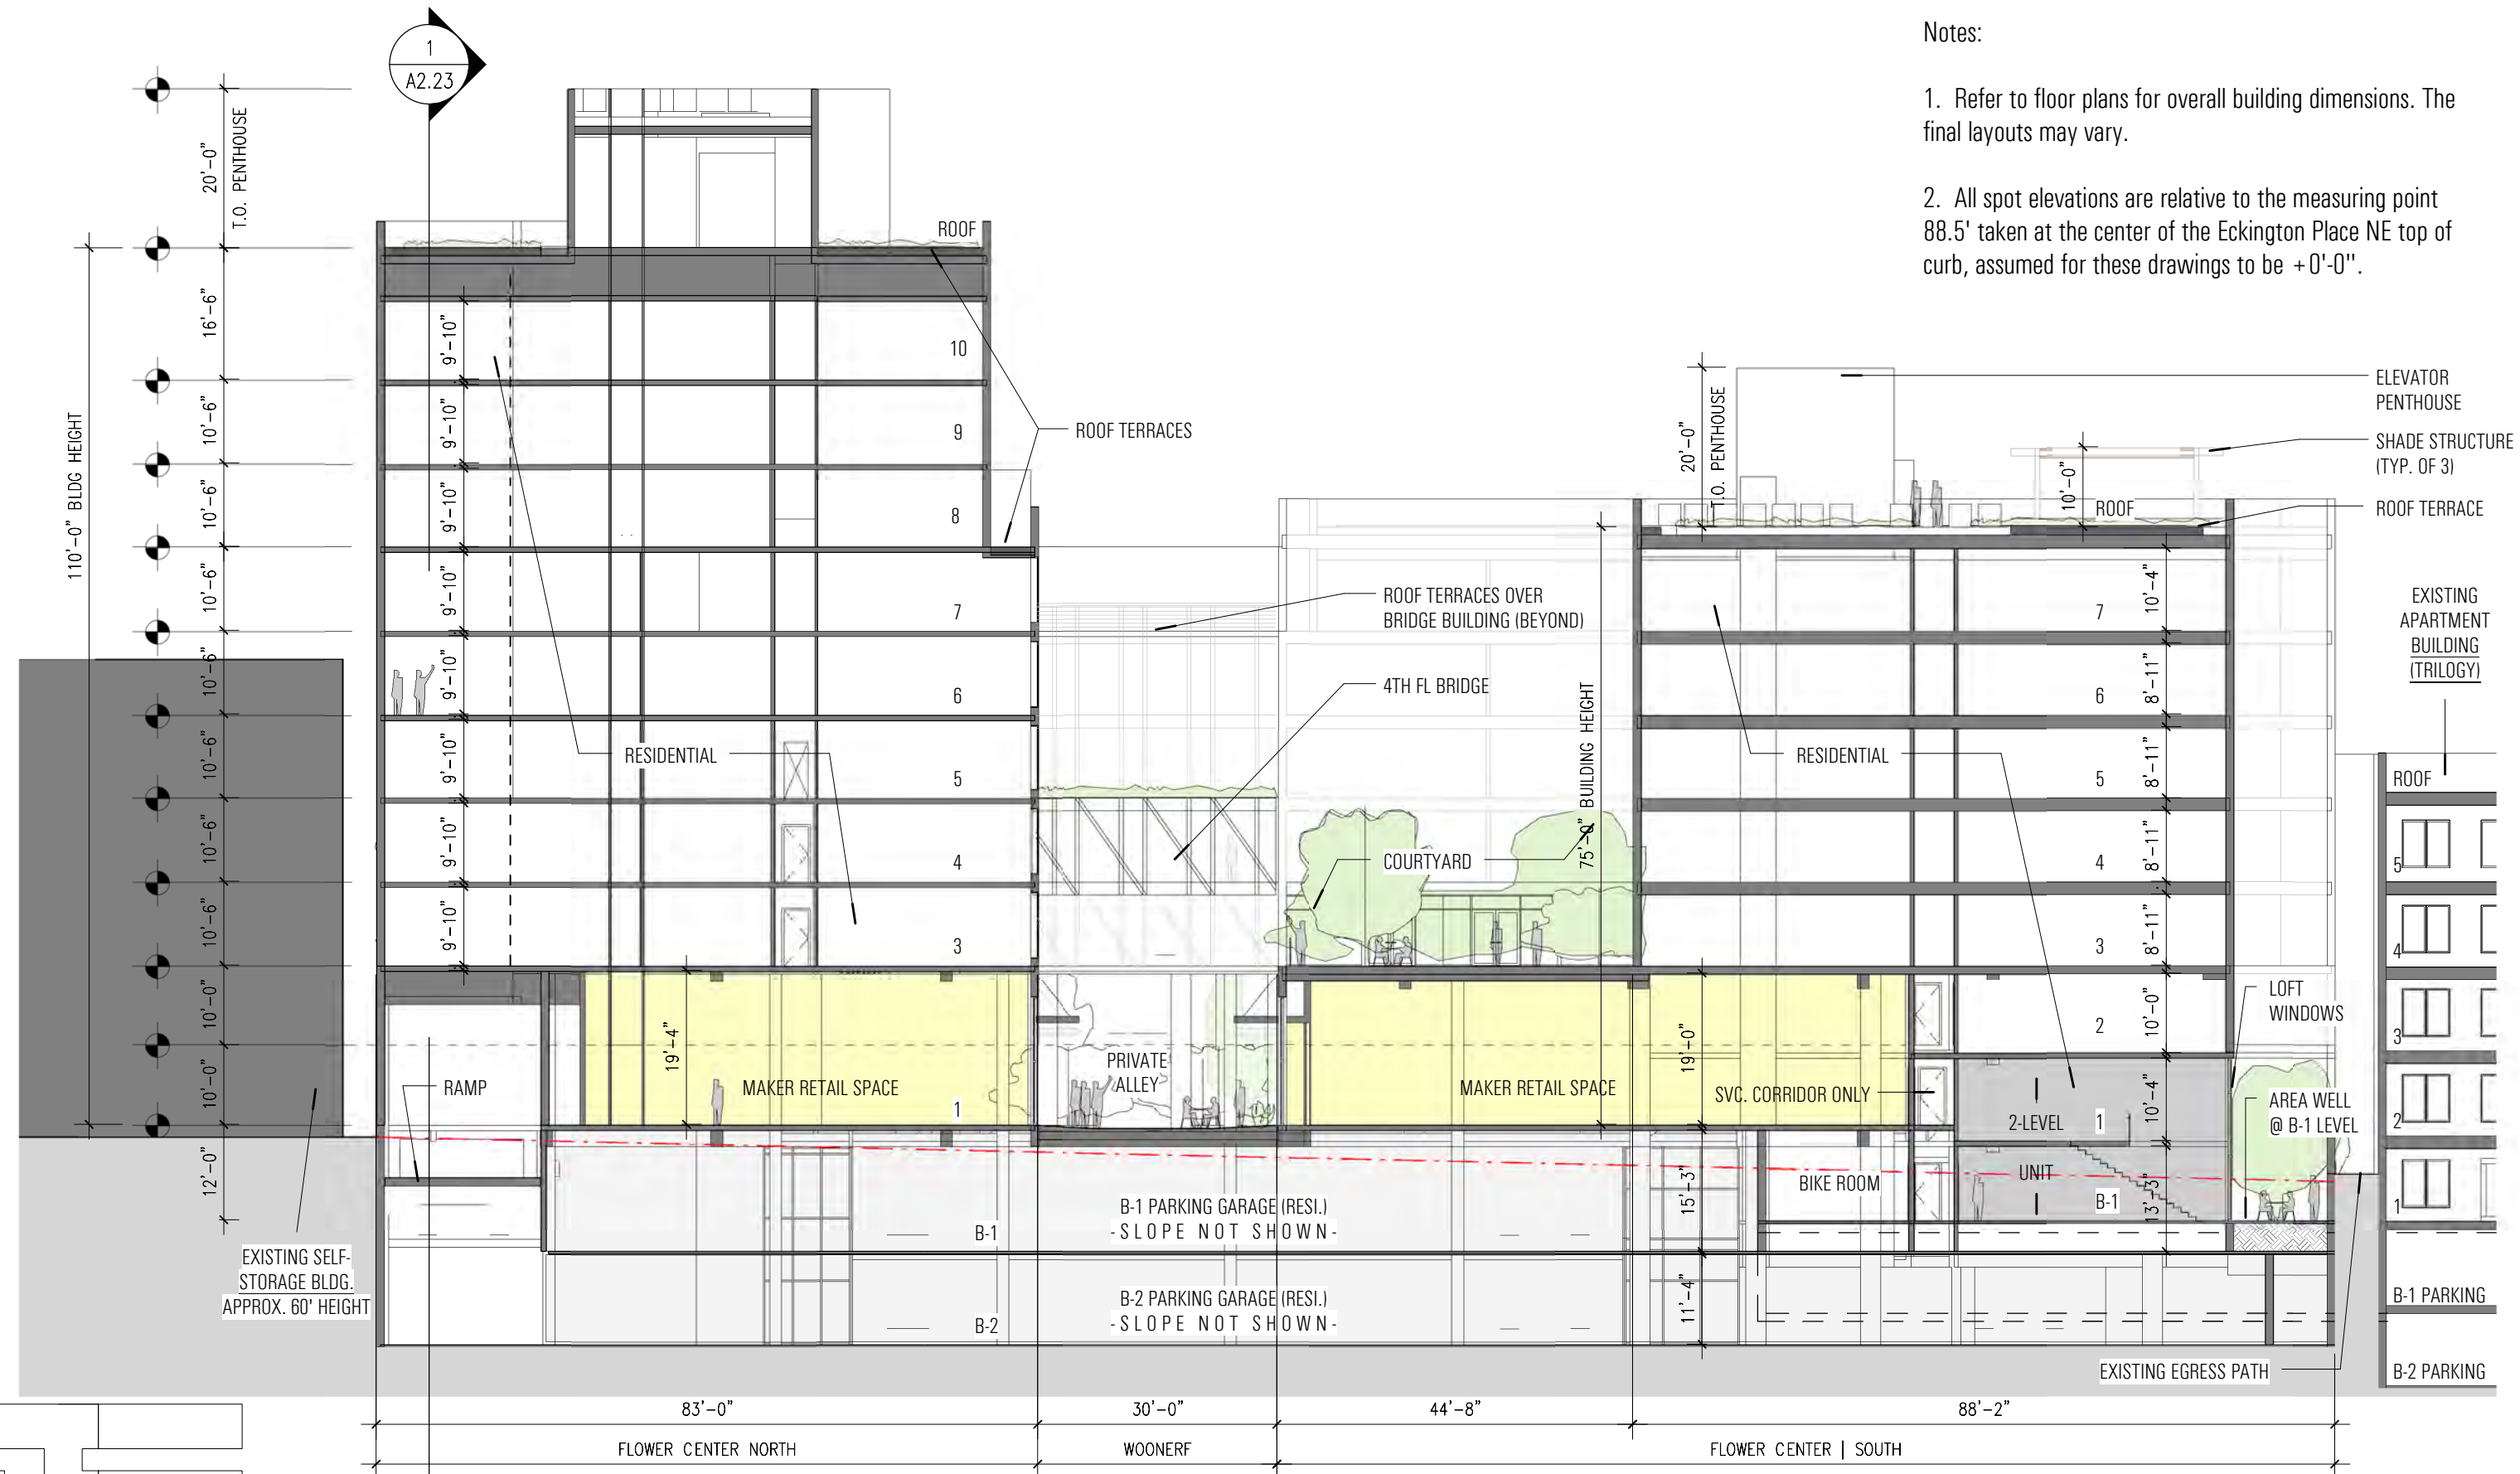 Notes:
1. Refer to floor plans for overall building dimensions. The
final layouts may vary.
2. All spot elevations are relative to the measuring point
88.5' taken at the center of the Eckington Place NE top of
curb, assumed for these drawings to be +0'-0".
1
A2.23
20'-0"
T.O. PENTHOUSE
110'-0" BLDG HEIGHT
16'-6"
10'-6"
10'-6"
10'-6"
10'-6"
10'-6"
10'-6"
10'-6"
10'-6"
10'-0"
10'-0"
12'-0"
EXISTING SELF-
STORAGE BLDG.
APPROX. 60' HEIGHT
9'-10"
9'-10"
9'-10"
9'-10"
9'-10"
9'-10"
9'-10"
9'-10"
ROOF
10
9
8
7
6
5
4
3
1
B-1
B-2
ROOF TERRACES
RESIDENTIAL
19'-4"
RAMP
MAKER RETAIL SPACE
ROOF TERRACES OVER
BRIDGE BUILDING (BEYOND)
4TH FL BRIDGE
COURTYARD
PRIVATE
ALLEY
75'-0" BUILDING HEIGHT
MAKER RETAIL SPACE
19'-0"
SVC. CORRIDOR ONLY
B-1 PARKING GARAGE (RESI.)
- SLOPE NOT SHOWN -
B-2 PARKING GARAGE (RESI.)
- SLOPE NOT SHOWN -
15'-3"
11'-4"
BIKE ROOM
20'-0"
T.O. PENTHOUSE
10'-0"
ROOF
ELEVATOR
PENTHOUSE
SHADE STRUCTURE
(TYP. OF 3)
ROOF TERRACE
RESIDENTIAL
7
6
5
4
3
2
10'-4"
8'-11"
8'-11"
8'-11"
8'-11"
10'-0"
10'-4"
13'-3"
2-LEVEL
1
UNIT
B-1
LOFT
WINDOWS
AREA WELL
@ B-1 LEVEL
EXISTING
APARTMENT
BUILDING
(TRILOGY)
ROOF
5
4
3
2
1
B-1 PARKING
B-2 PARKING
EXISTING EGRESS PATH
83'-0"
30'-0"
44'-8"
88'-2"
FLOWER CENTER NORTH
WOONERF
FLOWER CENTER | SOUTH